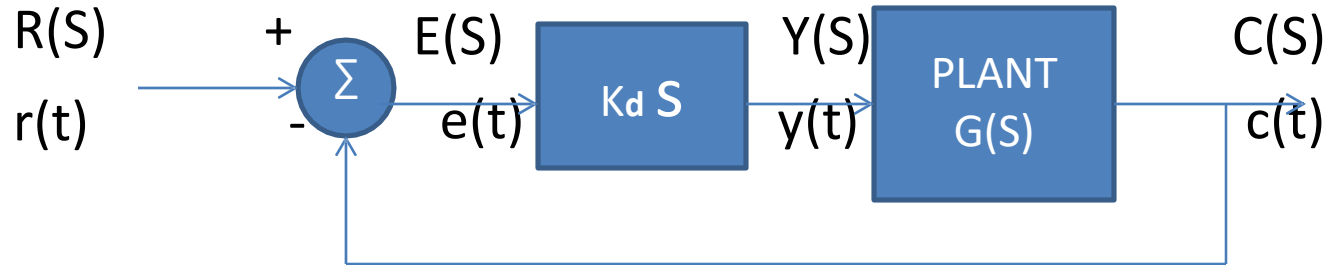 R(S)
r(t)
+
-
Σ
E(S)
e(t)
Kd S
Y(S)
y(t)
PLANT
G(S)
C(S)
c(t)